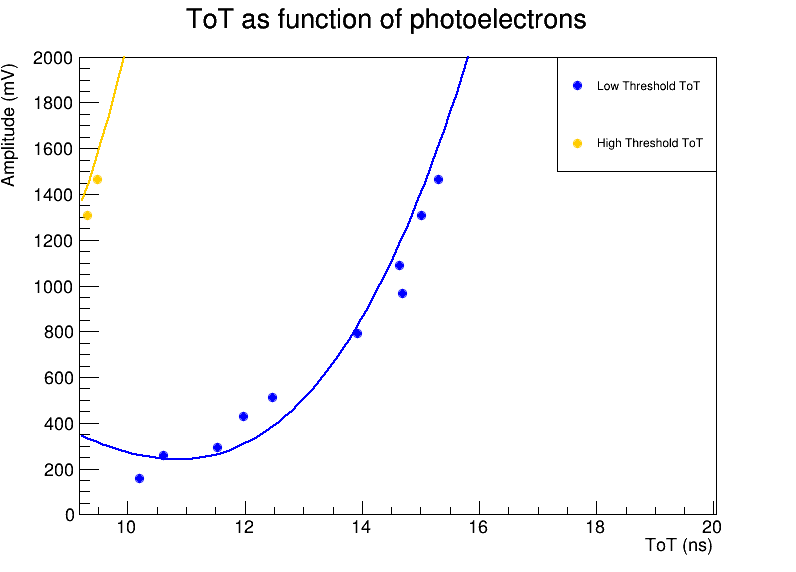 ToT as function of photoelectrons
Amplitude (mV)
2000
1800
1600
1400
1200
1000
800
600
400
200
0
Low Threshold ToT
High Threshold ToT
10 12 14 16 18 20
ToT (ns)